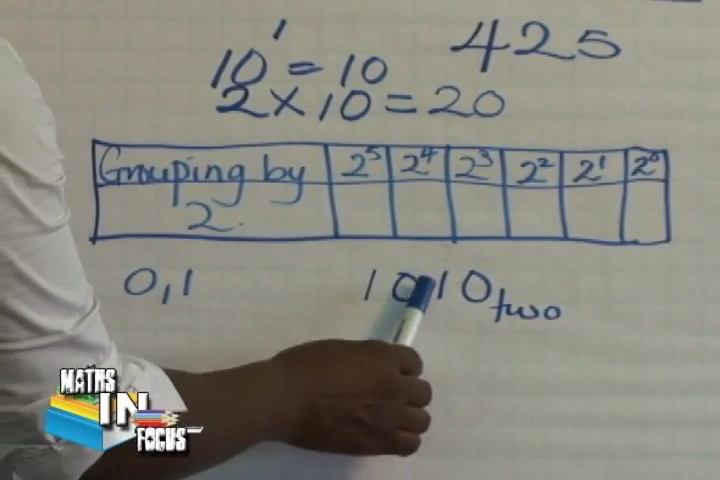 425
10¹ = 10
2 × 10 = 20
Grouping by 2. 2⁵ 2⁴ 2³ 2² 2¹ 2⁰
0,1
1010two
MATHS
IN
FOCUS